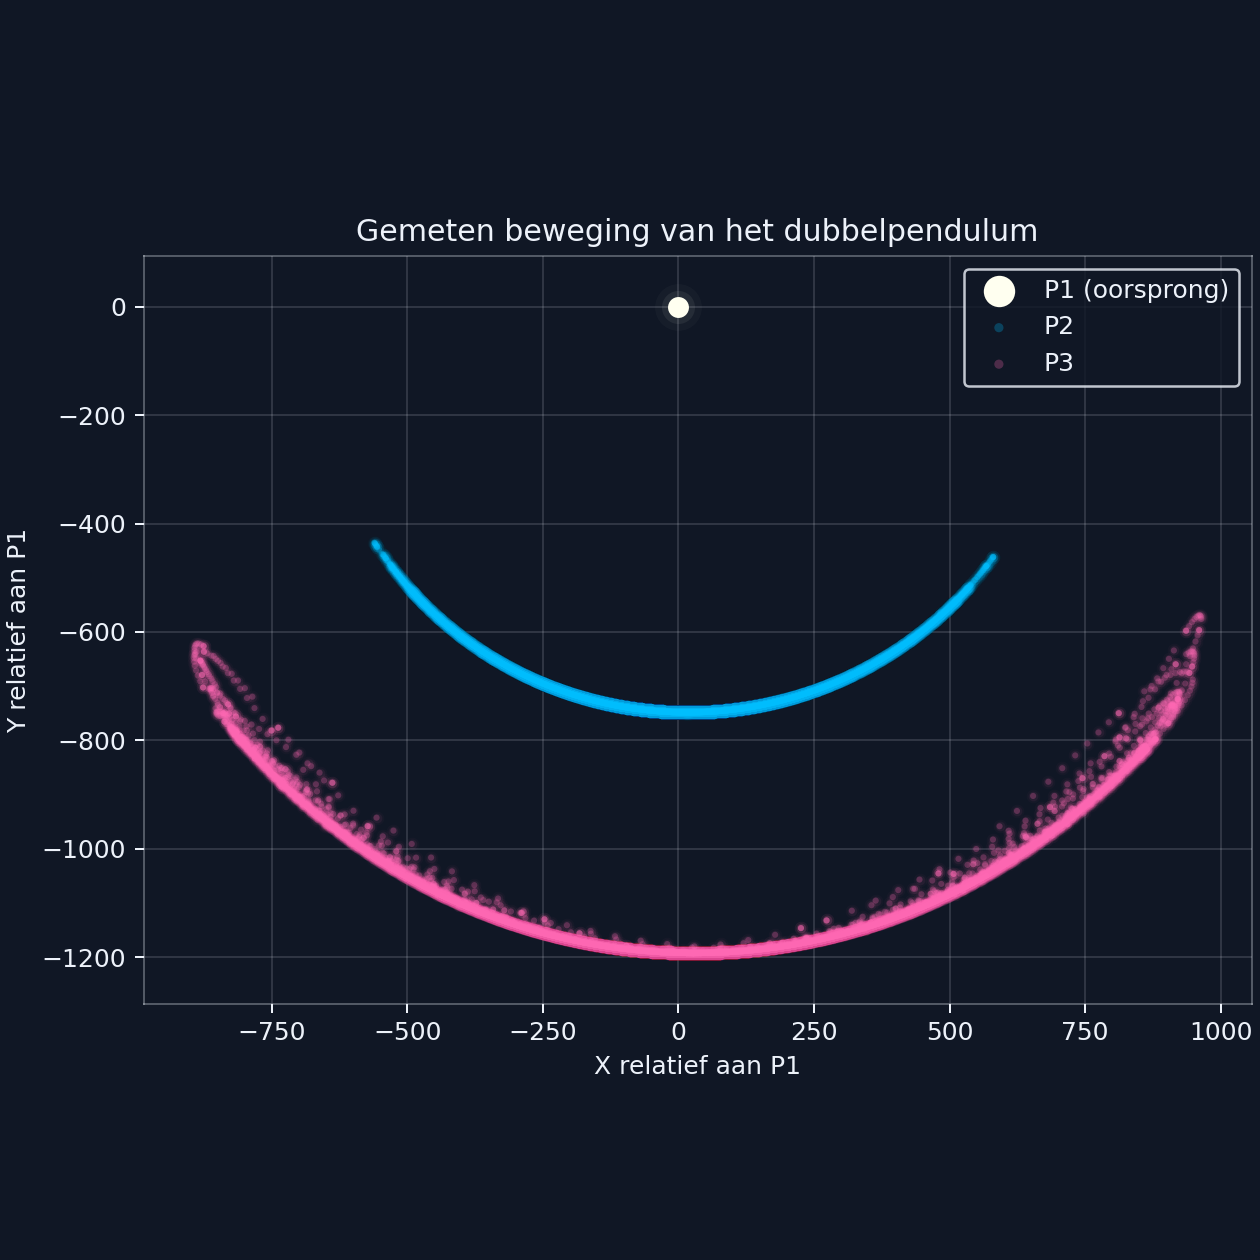 Gemeten beweging van het dubbelpendulum
P1 (oorsprong)
P2
P3
0
−200
−400
−600
−800
−1000
−1200
Y relatief aan P1
−750
−500
−250
0
250
500
750
1000
X relatief aan P1